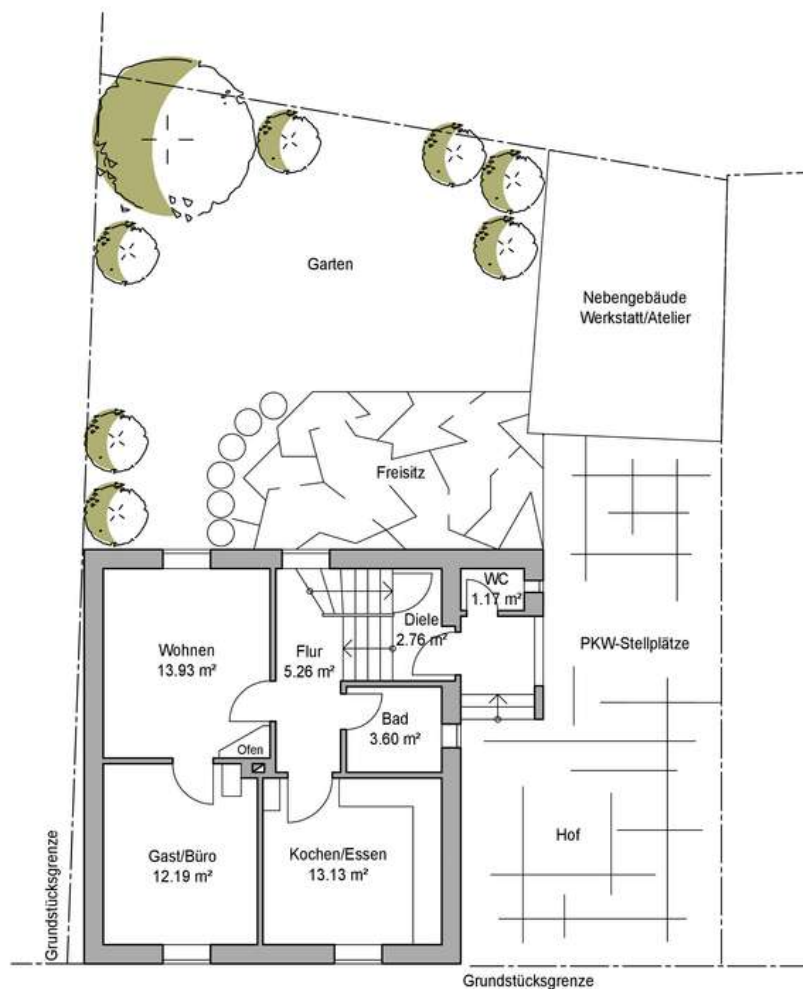 Garten
Nebengebäude
Werkstatt/Atelier
Freisitz
WC
1.17 m²
Diele
2.76 m²
Wohnen
13.93 m²
Flur
5.26 m²
PKW-Stellplätze
Bad
3.60 m²
Ofen
Gast/Büro
12.19 m²
Kochen/Essen
13.13 m²
Hof
Grundstücksgrenze
Grundstücksgrenze